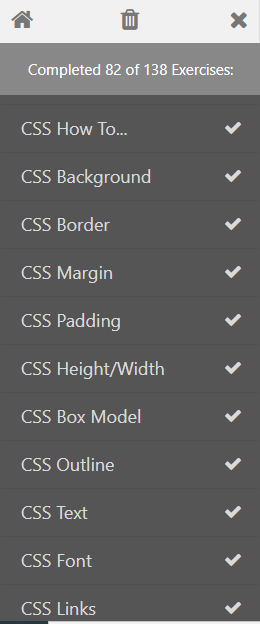 Completed 82 of 138 Exercises:
CSS How To...
CSS Background
CSS Border
CSS Margin
CSS Padding
CSS Height/Width
CSS Box Model
CSS Outline
CSS Text
CSS Font
CSS Links